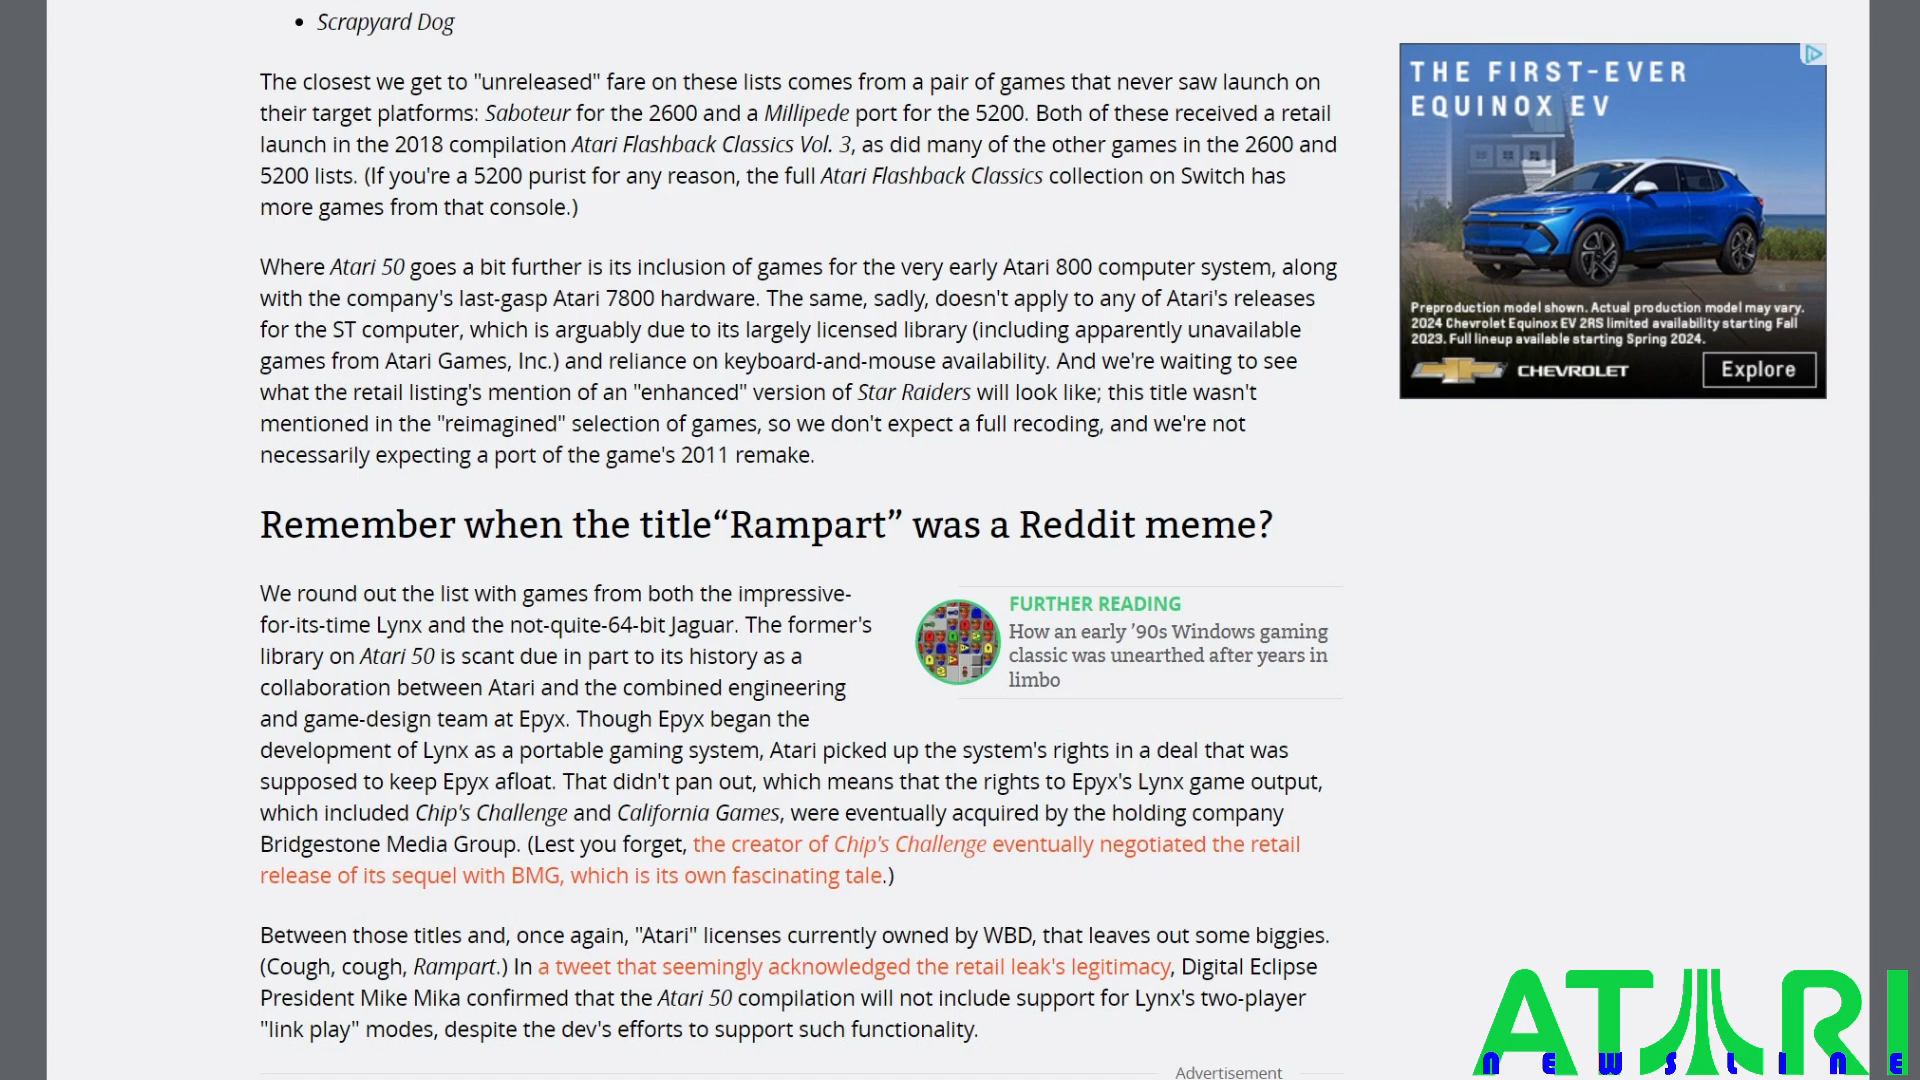 Scrapyard Dog
The closest we get to "unreleased" fare on these lists comes from a pair of games that never saw launch on
their target platforms: Saboteur for the 2600 and a Millipede port for the 5200. Both of these received a retail
launch in the 2018 compilation Atari Flashback Classics Vol. 3, as did many of the other games in the 2600 and
5200 lists. (If you're a 5200 purist for any reason, the full Atari Flashback Classics collection on Switch has
more games from that console.)
Where Atari 50 goes a bit further is its inclusion of games for the very early Atari 800 computer system, along
with the company's last-gasp Atari 7800 hardware. The same, sadly, doesn't apply to any of Atari's releases
for the ST computer, which is arguably due to its largely licensed library (including apparently unavailable
games from Atari Games, Inc.) and reliance on keyboard-and-mouse availability. And we're waiting to see
what the retail listing's mention of an "enhanced" version of Star Raiders will look like; this title wasn't
mentioned in the "reimagined" selection of games, so we don't expect a full recoding, and we're not
necessarily expecting a port of the game's 2011 remake.
Remember when the title“Rampart” was a Reddit meme?
We round out the list with games from both the impressive-
for-its-time Lynx and the not-quite-64-bit Jaguar. The former's
library on Atari 50 is scant due in part to its history as a
collaboration between Atari and the combined engineering
and game-design team at Epyx. Though Epyx began the
development of Lynx as a portable gaming system, Atari picked up the system's rights in a deal that was
supposed to keep Epyx afloat. That didn't pan out, which means that the rights to Epyx's Lynx game output,
which included Chip's Challenge and California Games, were eventually acquired by the holding company
Bridgestone Media Group. (Lest you forget, the creator of Chip's Challenge eventually negotiated the retail
release of its sequel with BMG, which is its own fascinating tale.)
FURTHER READING
How an early ’90s Windows gaming
classic was unearthed after years in
limbo
Between those titles and, once again, "Atari" licenses currently owned by WBD, that leaves out some biggies.
(Cough, cough, Rampart.) In a tweet that seemingly acknowledged the retail leak's legitimacy, Digital Eclipse
President Mike Mika confirmed that the Atari 50 compilation will not include support for Lynx's two-player
"link play" modes, despite the dev's efforts to support such functionality.
Advertisement
THE FIRST-EVER
EQUINOX EV
Preproduction model shown. Actual production model may vary.
2024 Chevrolet Equinox EV 2RS limited availability starting Fall
2023. Full lineup available starting Spring 2024.
CHEVROLET
Explore
ATARI
NEWSLINE